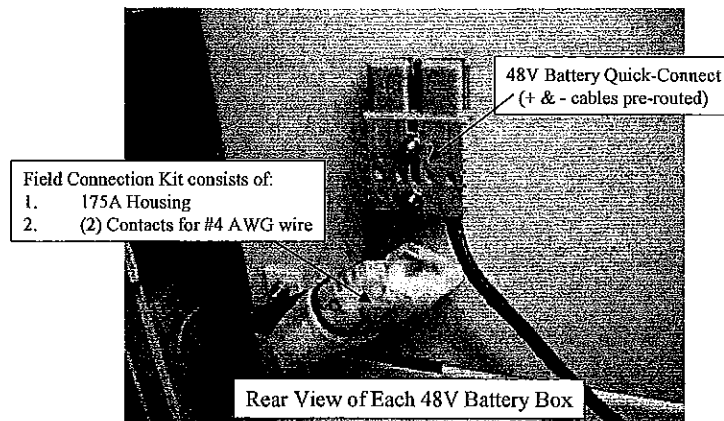 48V Battery Quick-Connect
(+ & - cables pre-routed)
Field Connection Kit consists of:
1. 175A Housing
2. (2) Contacts for #4 AWG wire
Rear View of Each 48V Battery Box